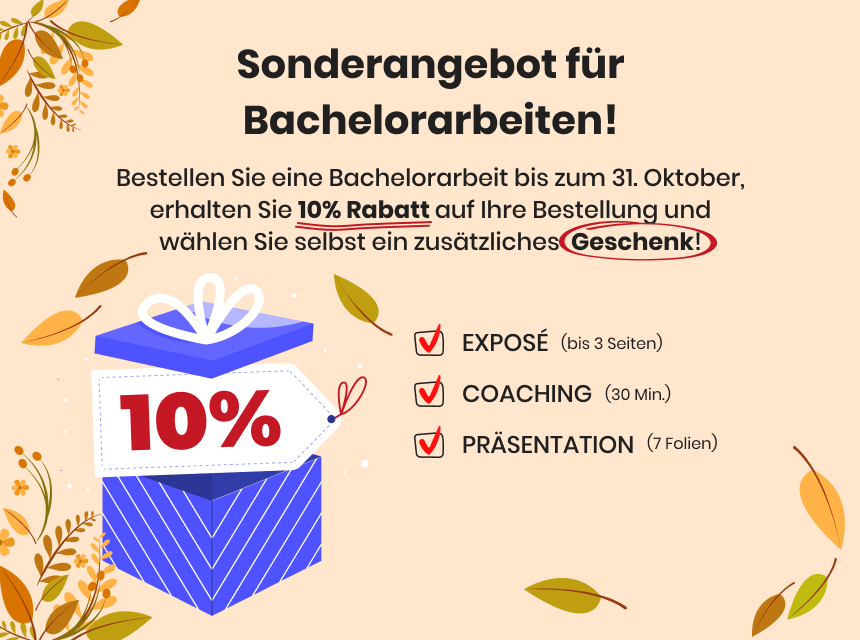 Sonderangebot für
Bachelorarbeiten!
Bestellen Sie eine Bachelorarbeit bis zum 31. Oktober,
erhalten Sie 10% Rabatt auf Ihre Bestellung und
wählen Sie selbst ein zusätzliches Geschenk!
10%
EXPOSÉ (bis 3 Seiten)
COACHING (30 Min.)
PRÄSENTATION (7 Folien)